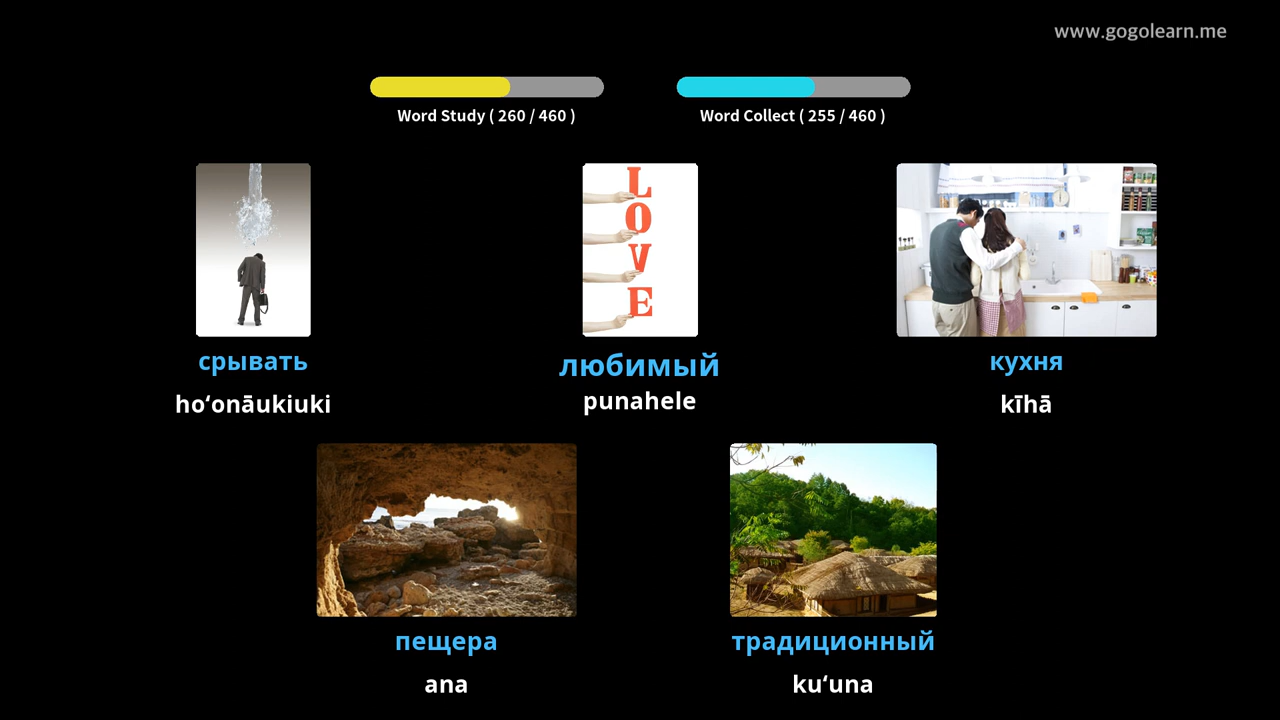 www.gogolearn.me
Word Study ( 260 / 460 )
Word Collect ( 255 / 460 )
L
O
V
E
срывать
hoʻonāukiuki
любимый
punahele
кухня
kīhā
пещера
ana
традиционный
kuʻuna